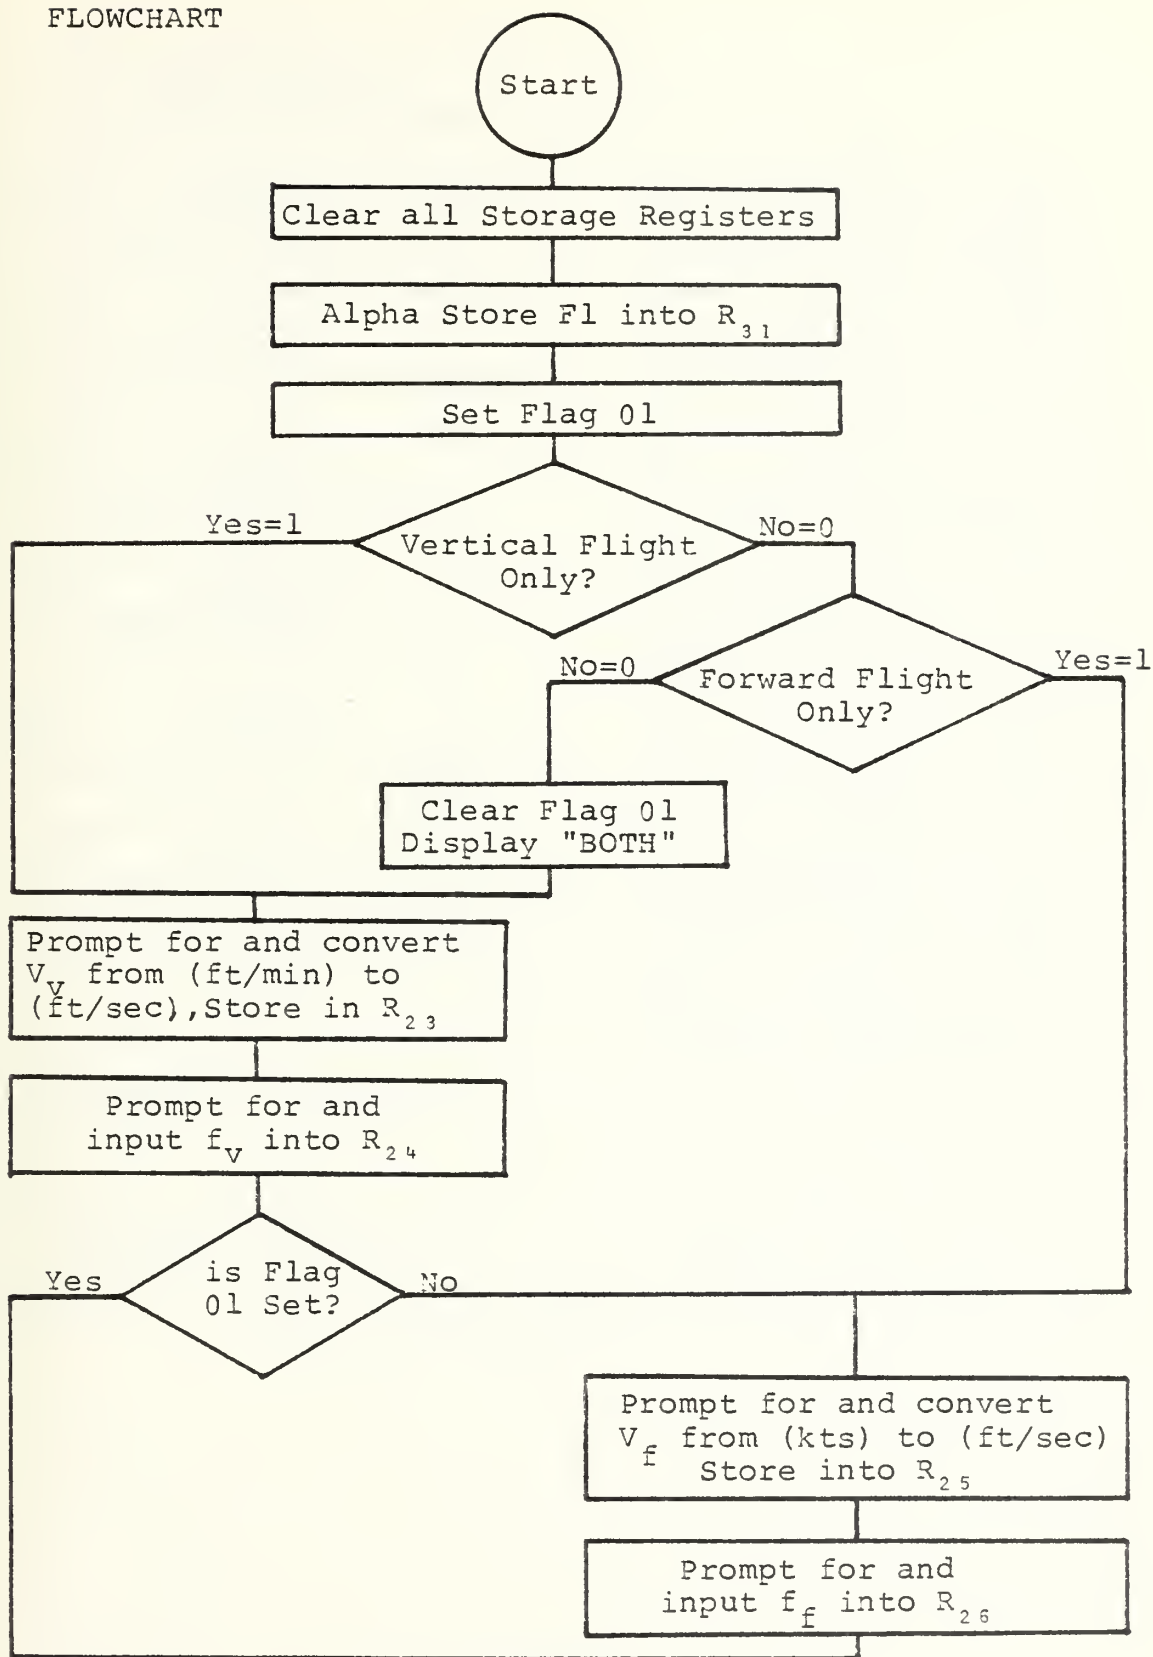 FLOWCHART
Start
Clear all Storage Registers
Alpha Store F1 into R31
Set Flag 01
Yes=1
No=0
Vertical Flight
Only?
No=0
Yes=1
Forward Flight
Only?
Clear Flag 01
Display "BOTH"
Prompt for and convert
Vv from (ft/min) to
(ft/sec),Store in R23
Prompt for and
input fv into R24
Yes
is Flag
01 Set?
No
Prompt for and convert
Vf from (kts) to (ft/sec)
Store into R25
Prompt for and
input ff into R26